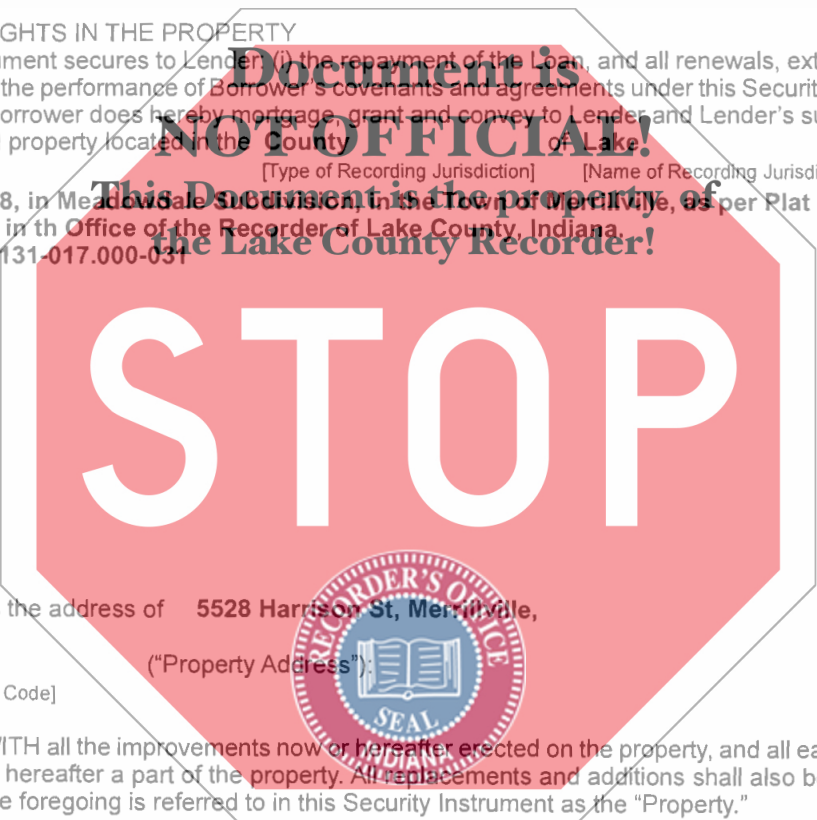 GHTS IN THE PROPERTY
ment secures to Lender: (i) the repayment of the Loan, and all renewals, ext
Document is
the performance of Borrower's covenants and agreements under this Securit
orrower does hereby mortgage, grant and convey to Lender and Lender's su
NOT OFFICIAL!
property located in the County of Lake
[Type of Recording Jurisdiction] [Name of Recording Jurisdi
This Document is the property of
8, in Meadowdale Subdivision, in the Town of Merrillville, as per Plat
in th Office of the Recorder of Lake County, Indiana.
the Lake County Recorder!
131-017.000-031
STOP
RECORDER'S OFFICE
the address of 5528 Harrison St, Merrillville,
("Property Address"):
Code]
SEAL
INDIANA
WITH all the improvements now or hereafter erected on the property, and all ea
hereafter a part of the property. All replacements and additions shall also b
e foregoing is referred to in this Security Instrument as the "Property."